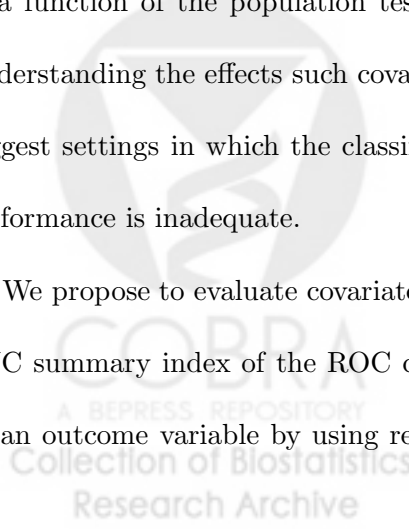 a function of the population tes
derstanding the effects such cova
ggest settings in which the classi
formance is inadequate.
We propose to evaluate covariate
C summary index of the ROC c
an outcome variable by using re
COBRA
A BEPRESS REPOSITORY
Collection of Biostatistics
Research Archive